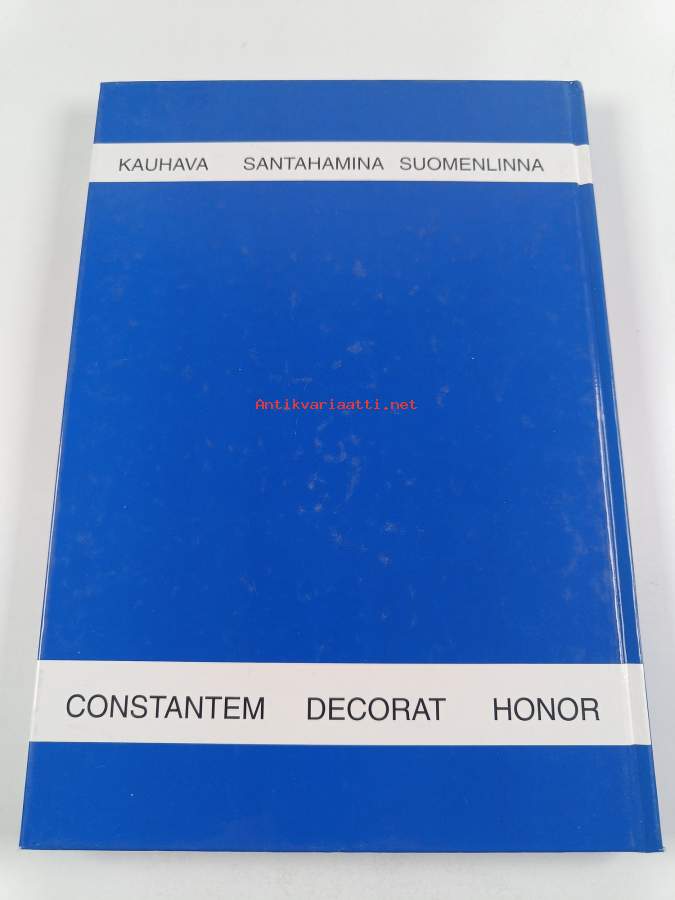 KAUHAVA SANTAHAMINA SUOMENLINNA
Antikvariaatti.net
CONSTANTEM DECORAT HONOR